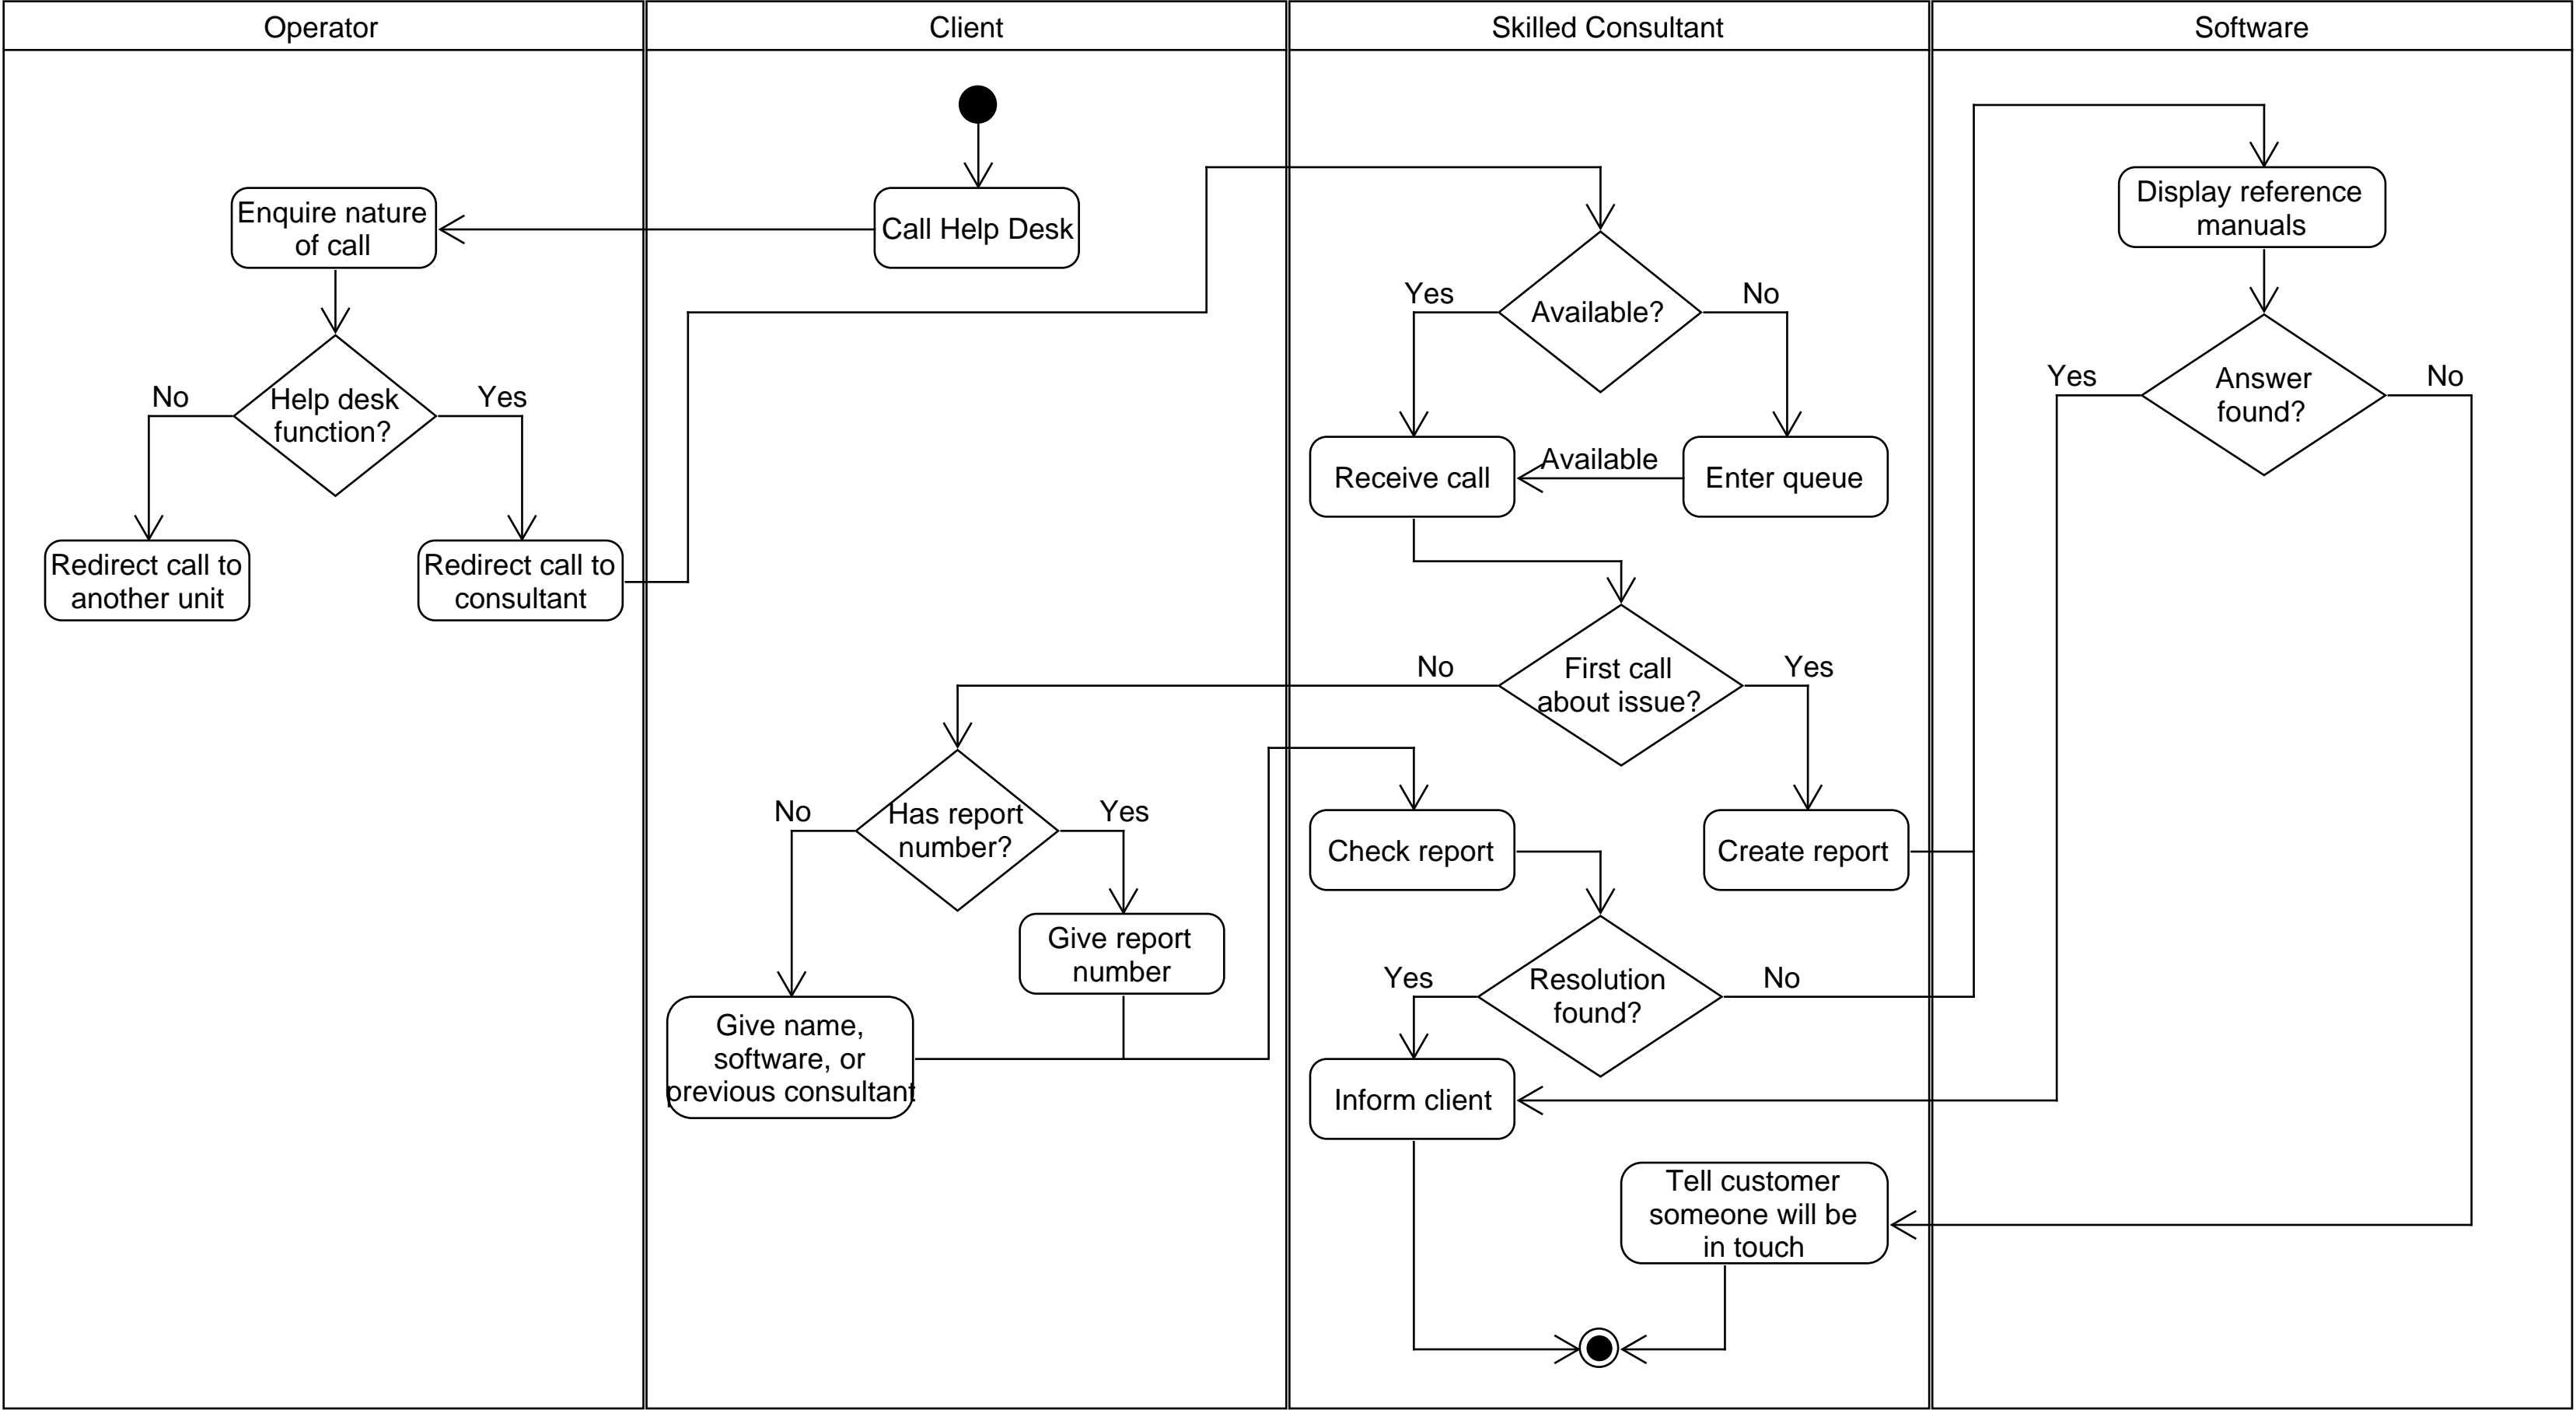 Operator
Client
Skilled Consultant
Software
Enquire nature
of call
Call Help Desk
Display reference
manuals
Yes
Available?
No
Help desk
function?
No
Yes
Yes
Answer
found?
No
Receive call
Available
Enter queue
Redirect call to
another unit
Redirect call to
consultant
No
First call
about issue?
Yes
No
Has report
number?
Yes
Check report
Create report
Give report
number
Yes
Resolution
found?
No
Give name,
software, or
previous consultant
Inform client
Tell customer
someone will be
in touch